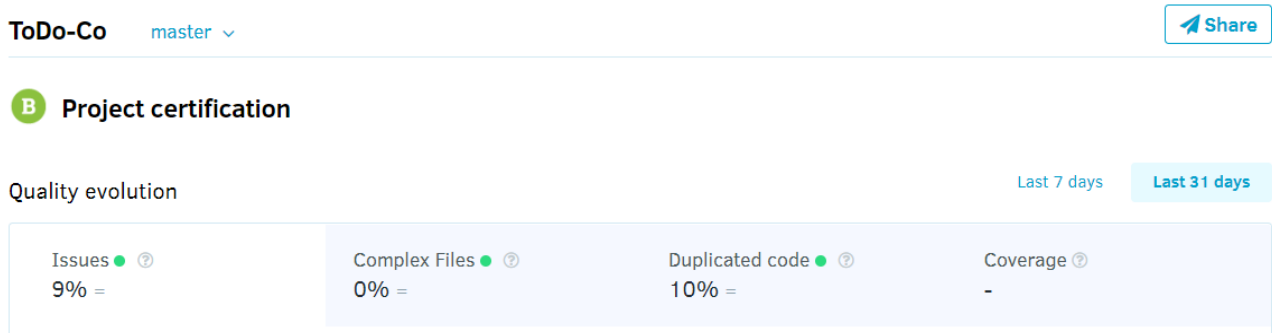 ToDo-Co master Share
B Project certification
Quality evolution Last 7 days Last 31 days
Issues ? Complex Files ? Duplicated code ? Coverage ?
9% = 0% = 10% = -